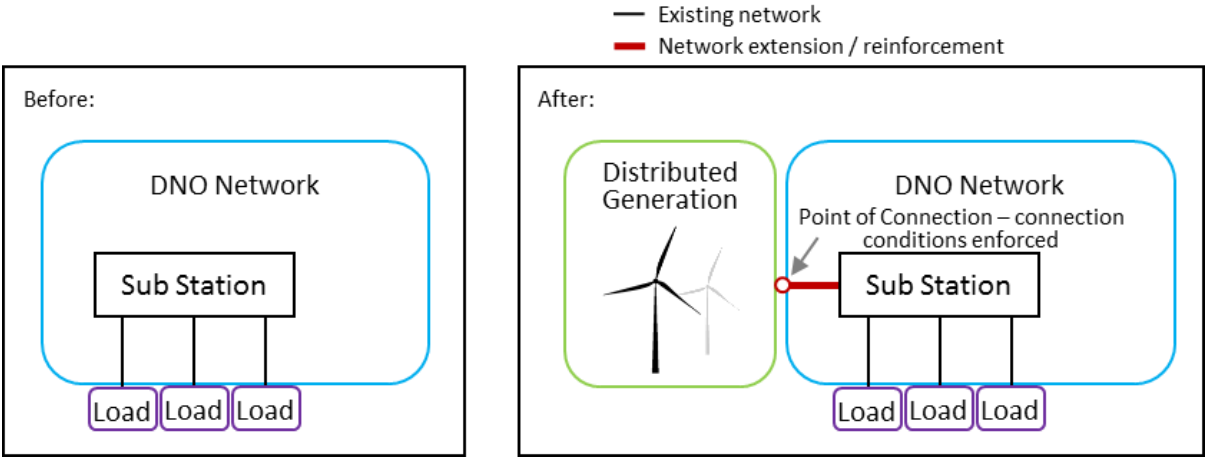 Existing network
Network extension / reinforcement
Before:
DNO Network
Sub Station
Load Load Load
After:
Distributed
Generation
DNO Network
Point of Connection – connection
conditions enforced
Sub Station
Load Load Load